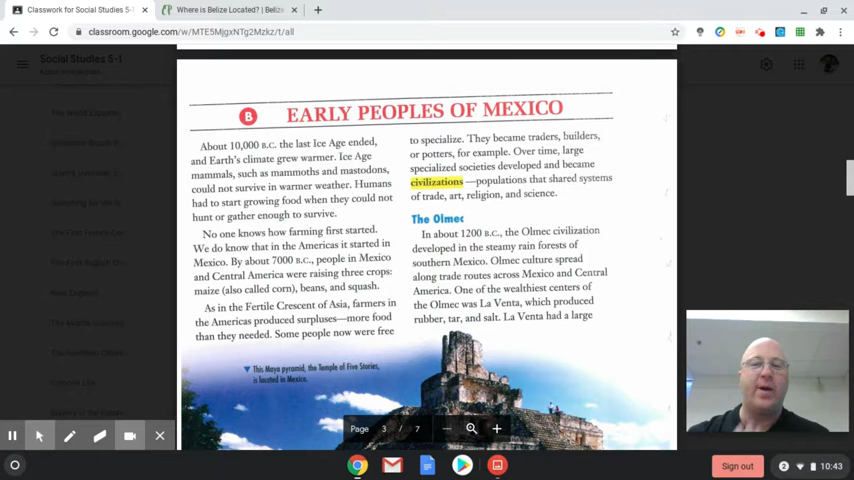 Classwork for Social Studies 5-1
Where is Belize Located? | Beliz
classroom.google.com/w/MTE5MjgxNTg2Mzkz/t/all
Social Studies 5-1
B EARLY PEOPLES OF MEXICO
About 10,000 B.C. the last Ice Age ended,
and Earth's climate grew warmer. Ice Age
mammals, such as mammoths and mastodons,
could not survive in warmer weather. Humans
had to start growing food when they could not
hunt or gather enough to survive.
No one knows how farming first started.
We do know that in the Americas it started in
Mexico. By about 7000 B.C., people in Mexico
and Central America were raising three crops:
maize (also called corn), beans, and squash.
As in the Fertile Crescent of Asia, farmers in
the Americas produced surpluses—more food
than they needed. Some people now were free
to specialize. They became traders, builders,
or potters, for example. Over time, large
specialized societies developed and became
civilizations—populations that shared systems
of trade, art, religion, and science.
The Olmec
In about 1200 B.C., the Olmec civilization
developed in the steamy rain forests of
southern Mexico. Olmec culture spread
along trade routes across Mexico and Central
America. One of the wealthiest centers of
the Olmec was La Venta, which produced
rubber, tar, and salt. La Venta had a large
This Maya pyramid, the Temple of Five Stories,
is located in Mexico.
Page 3 / 7
Sign out
2
10:43